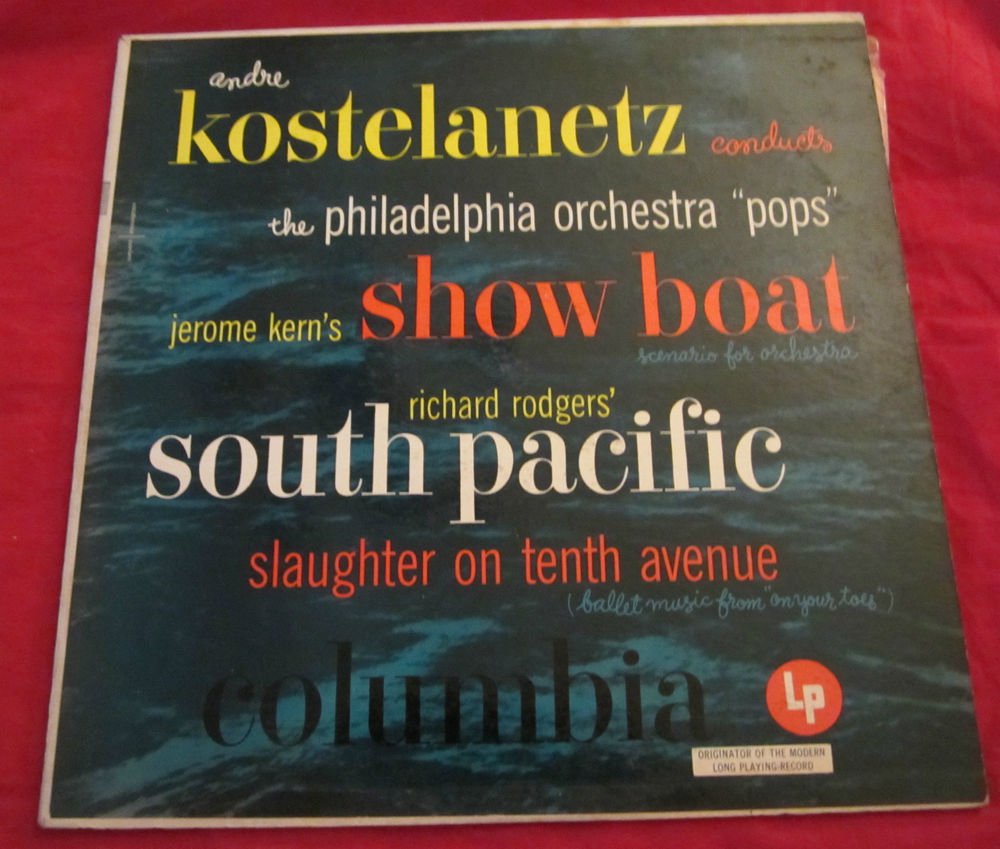 andre
kostelanetz conducts
the philadelphia orchestra "pops"
jerome kern's show boat
scenario for orchestra
richard rodgers'
south pacific
slaughter on tenth avenue
(ballet music from "on your toes")
columbia
Lp
ORIGINATOR OF THE MODERN
LONG PLAYING RECORD